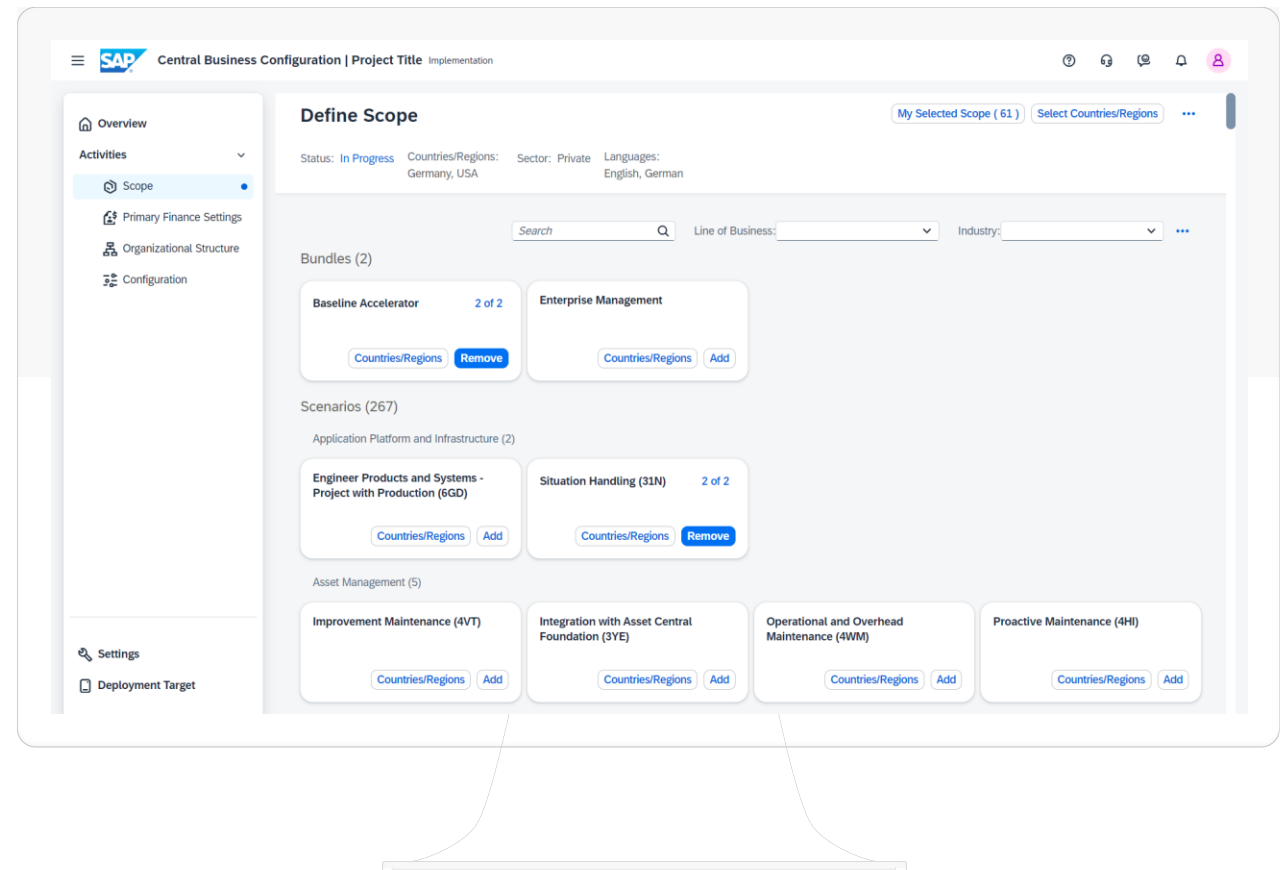 SAP
Central Business Configuration | Project Title Implementation
Overview
Activities
Scope
Primary Finance Settings
Organizational Structure
Configuration
Settings
Deployment Target
Define Scope
My Selected Scope ( 61 ) Select Countries/Regions
Status: In Progress
Countries/Regions:
Germany, USA
Sector: Private
Languages:
English, German
Search
Line of Business:
Industry:
Bundles (2)
Baseline Accelerator 2 of 2
Countries/Regions Remove
Enterprise Management
Countries/Regions Add
Scenarios (267)
Application Platform and Infrastructure (2)
Engineer Products and Systems -
Project with Production (6GD)
Countries/Regions Add
Situation Handling (31N) 2 of 2
Countries/Regions Remove
Asset Management (5)
Improvement Maintenance (4VT)
Countries/Regions Add
Integration with Asset Central
Foundation (3YE)
Countries/Regions Add
Operational and Overhead
Maintenance (4WM)
Countries/Regions Add
Proactive Maintenance (4HI)
Countries/Regions Add